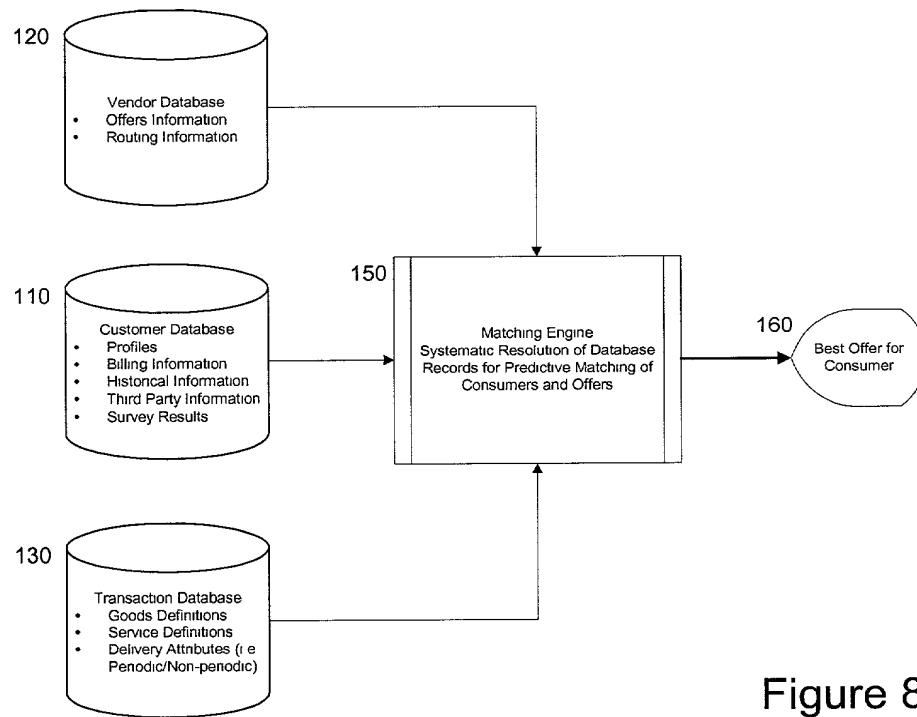 120
Vendor Database
• Offers Information
• Routing Information
110
Customer Database
• Profiles
• Billing Information
• Historical Information
• Third Party Information
• Survey Results
150
Matching Engine
Systematic Resolution of Database
Records for Predictive Matching of
Consumers and Offers
160
Best Offer for
Consumer
130
Transaction Database
• Goods Definitions
• Service Definitions
• Delivery Attributes (i e
Periodic/Non-periodic)
Figure 8